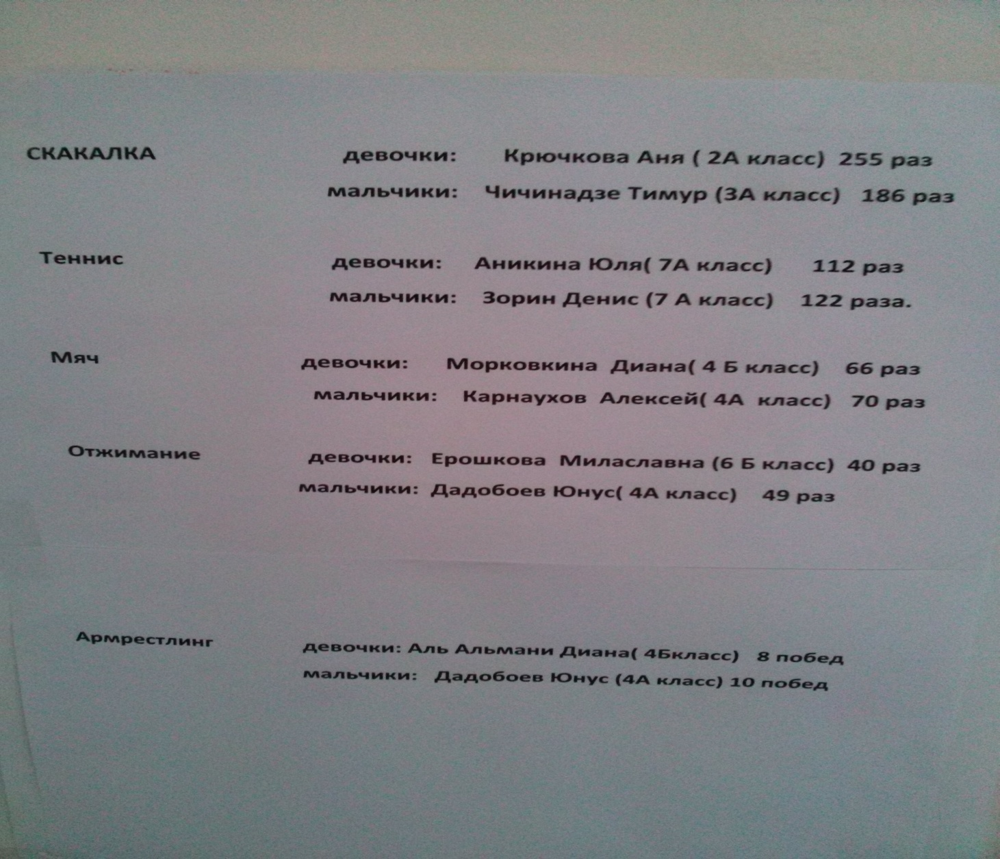 СКАКАЛКА девочки: Крючкова Аня ( 2А класс) 255 раз
мальчики: Чичинадзе Тимур (3А класс) 186 раз
Теннис девочки: Аникина Юля( 7А класс) 112 раз
мальчики: Зорин Денис (7 А класс) 122 раза.
Мяч девочки: Морковкина Диана( 4 Б класс) 66 раз
мальчики: Карнаухов Алексей( 4А класс) 70 раз
Отжимание девочки: Ерошкова Милаславна (6 Б класс) 40 раз
мальчики: Дадобоев Юнус( 4А класс) 49 раз
Армрестлинг девочки: Аль Альмани Диана( 4Бкласс) 8 побед
мальчики: Дадобоев Юнус (4А класс) 10 побед